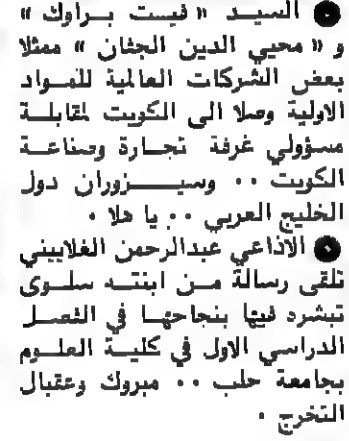 ● السيد « فيست براوك »
و « محيي الدين الجثان » ممثلا
بعض الشركات العالمية للمواد
الاولية وصلا الى الكويت لمقابلة
مسؤولي غرفة تجارة وصناعة
الكويت .. وسيزوران دول
الخليج العربي .. يا هلا .
● الاذاعي عبدالرحمن الغلاييني
تلقى رسالة من ابنته سلوى
تبشره فيها بنجاحها في الفصل
الدراسي الاول في كلية العلوم
بجامعة حلب .. مبروك وعقبال
التخرج .